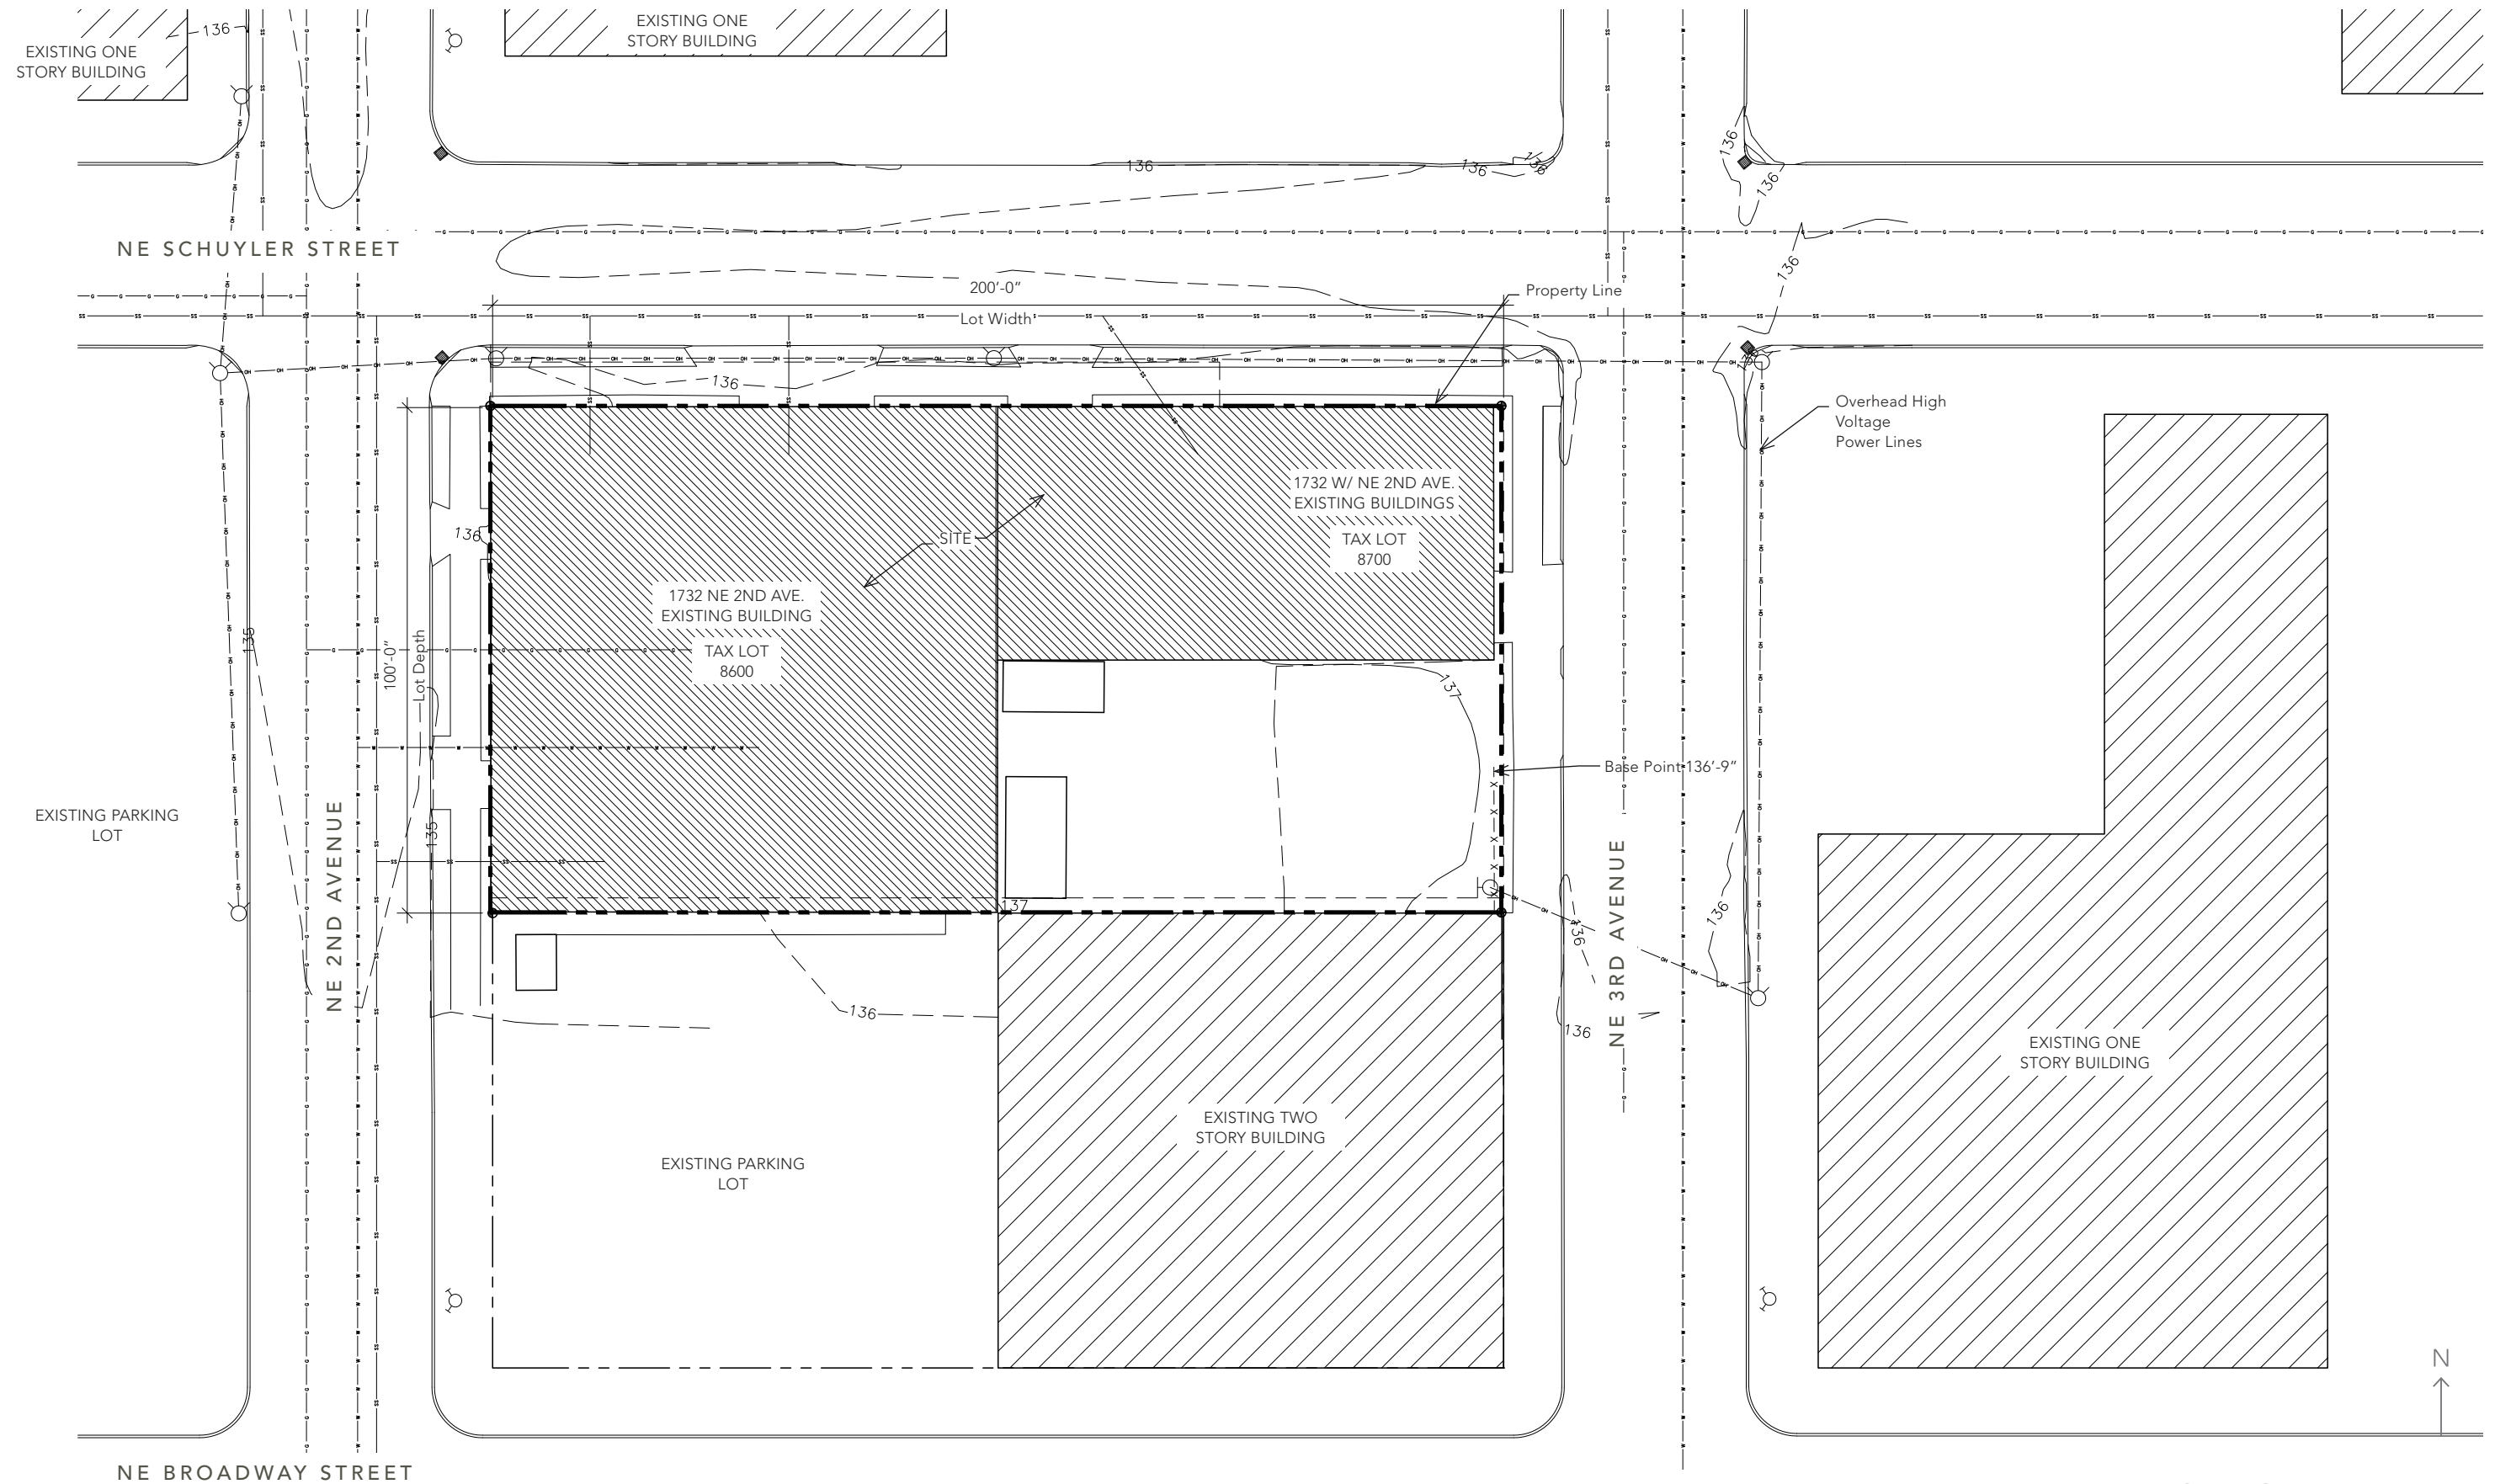 EXISTING ONE
STORY BUILDING
136
EXISTING ONE
STORY BUILDING
136
136
136
136
136
NE SCHUYLER STREET
136
200'-0"
Property Line
Lot Width
136
136
Overhead High
Voltage
Power Lines
1732 W/ NE 2ND AVE.
EXISTING BUILDINGS
TAX LOT
8700
136
SITE
1732 NE 2ND AVE.
EXISTING BUILDING
TAX LOT
8600
135
100'-0"
Lot Depth
137
Base Point 136'-9"
EXISTING PARKING
LOT
NE 2ND AVENUE
135
137
136
136
NE 3RD AVENUE
136
136
EXISTING ONE
STORY BUILDING
EXISTING TWO
STORY BUILDING
EXISTING PARKING
LOT
N
NE BROADWAY STREET